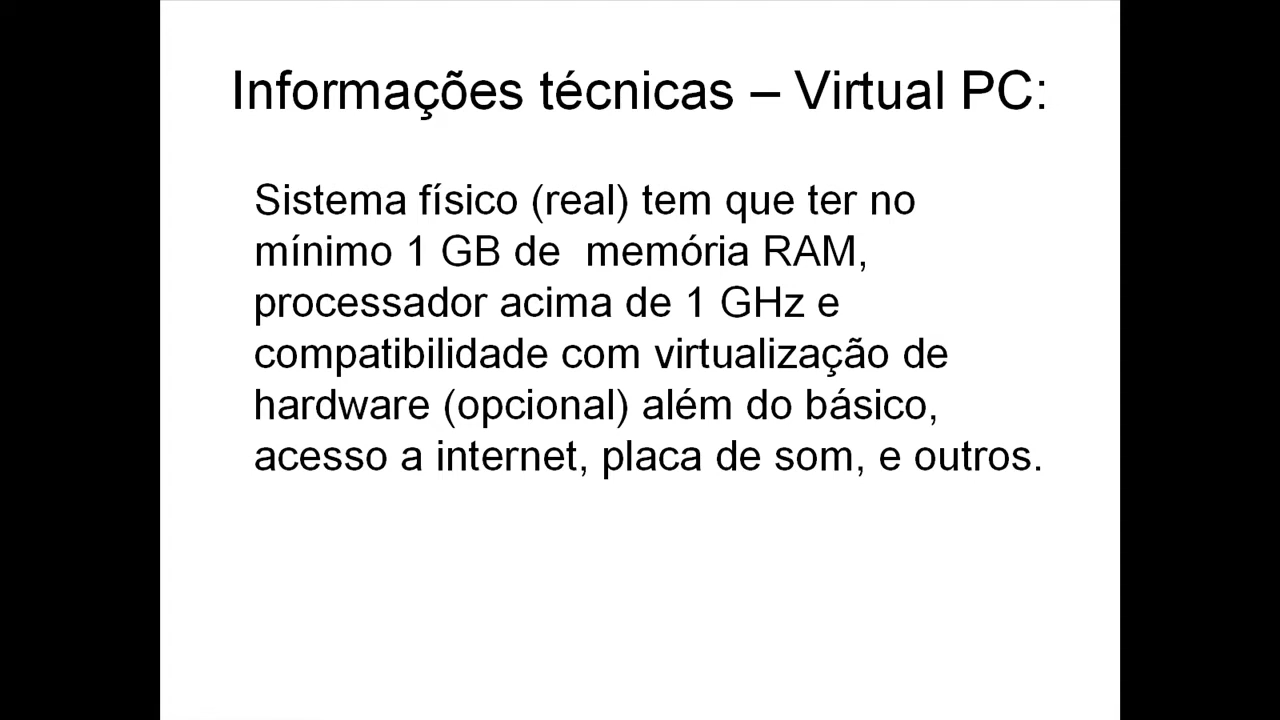 Informações técnicas – Virtual PC:
Sistema físico (real) tem que ter no
mínimo 1 GB de  memória RAM,
processador acima de 1 GHz e
compatibilidade com virtualização de
hardware (opcional) além do básico,
acesso a internet, placa de som, e outros.